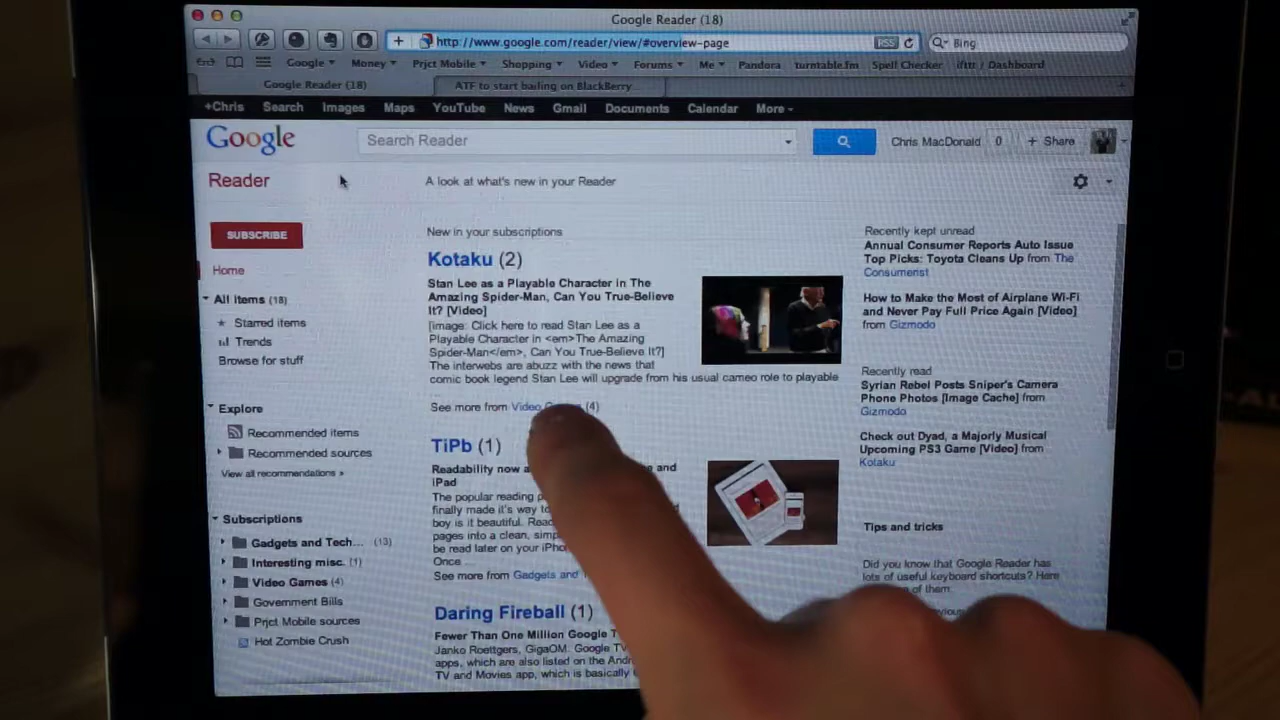 Google Reader (18)
http://www.google.com/reader/view/#overview-page
RSS
Bing
Google Money Prjct Mobile Shopping Video Forums Me Pandora turntable.fm Spell Checker ifttt / Dashboard
Google Reader (18)
ATF to start bailing on BlackBerry...
+Chris Search Images Maps YouTube News Gmail Documents Calendar More
Google
Search Reader
Chris MacDonald 0 + Share
Reader
A look at what's new in your Reader
SUBSCRIBE
Home
All items (18)
Starred items
Trends
Browse for stuff
Explore
Recommended items
Recommended sources
View all recommendations »
Subscriptions
Gadgets and Tech... (13)
Interesting misc. (1)
Video Games (4)
Government Bills
Prjct Mobile sources
Hot Zombie Crush
New in your subscriptions
Kotaku (2)
Stan Lee as a Playable Character in The
Amazing Spider-Man, Can You True-Believe
It? [Video]
[image: Click here to read Stan Lee as a
Playable Character in <em>The Amazing
Spider-Man</em>, Can You True-Believe It?]
The interwebs are abuzz with the news that
comic book legend Stan Lee will upgrade from his usual cameo role to playable
See more from Video (4)
TiPb (1)
Readability now and
iPad
The popular reading
finally made it's way to
boy is it beautiful.
pages into a clean,
be read later on your
Once ...
See more from Gadgets and
Daring Fireball (1)
Fewer Than One Million Google
Janko Roettgers, GigaOM: Google
apps, which are also listed on the
TV and Movies app, which is basically
Recently kept unread
Annual Consumer Reports Auto Issue
Top Picks: Toyota Cleans Up from The
Consumerist
How to Make the Most of Airplane Wi-Fi
and Never Pay Full Price Again [Video]
from Gizmodo
Recently read
Syrian Rebel Posts Sniper's Camera
Phone Photos [Image Cache] from
Gizmodo
Check out Dyad, a Majorly Musical
Upcoming PS3 Game [Video] from
Kotaku
Tips and tricks
Did you know that Google Reader has
lots of useful keyboard shortcuts? Here
of them.